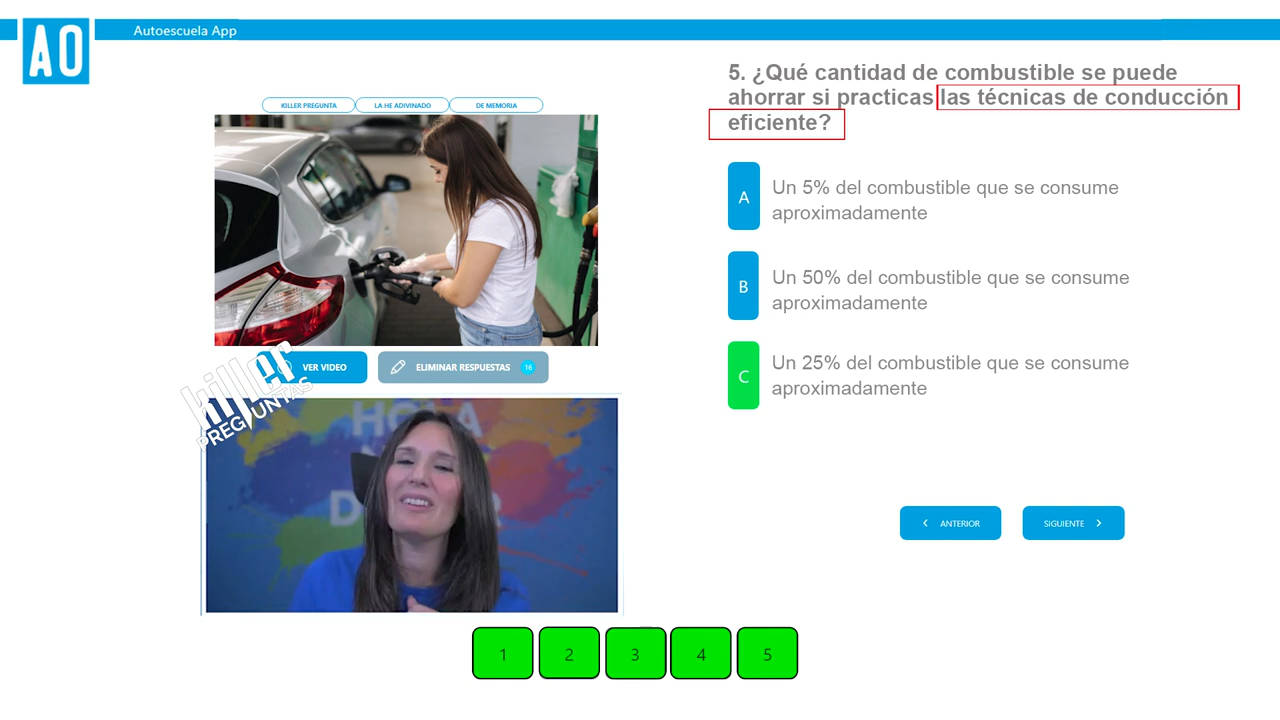 AO
Autoescuela App
KILLER PREGUNTA
LA HE ADIVINADO
DE MEMORIA
VER VIDEO
ELIMINAR RESPUESTAS 16
killer
PREGUNTAS
HOLA
5. ¿Qué cantidad de combustible se puede
ahorrar si practicas las técnicas de conducción
eficiente?
A
Un 5% del combustible que se consume
aproximadamente
B
Un 50% del combustible que se consume
aproximadamente
C
Un 25% del combustible que se consume
aproximadamente
ANTERIOR
SIGUIENTE
1 2 3 4 5